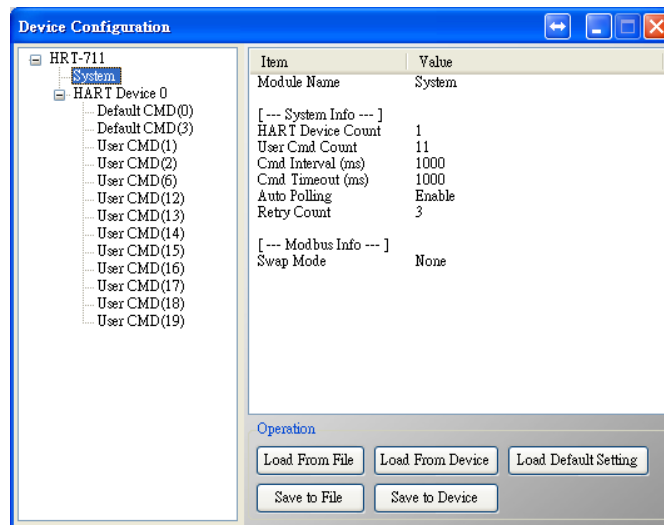 Device Configuration
HRT-711
System
HART Device 0
Default CMD(0)
Default CMD(3)
User CMD(1)
User CMD(2)
User CMD(6)
User CMD(12)
User CMD(13)
User CMD(14)
User CMD(15)
User CMD(16)
User CMD(17)
User CMD(18)
User CMD(19)
Item Value
Module Name System
[ --- System Info --- ]
HART Device Count 1
User Cmd Count 11
Cmd Interval (ms) 1000
Cmd Timeout (ms) 1000
Auto Polling Enable
Retry Count 3
[ --- Modbus Info --- ]
Swap Mode None
Operation
Load From File Load From Device Load Default Setting
Save to File Save to Device